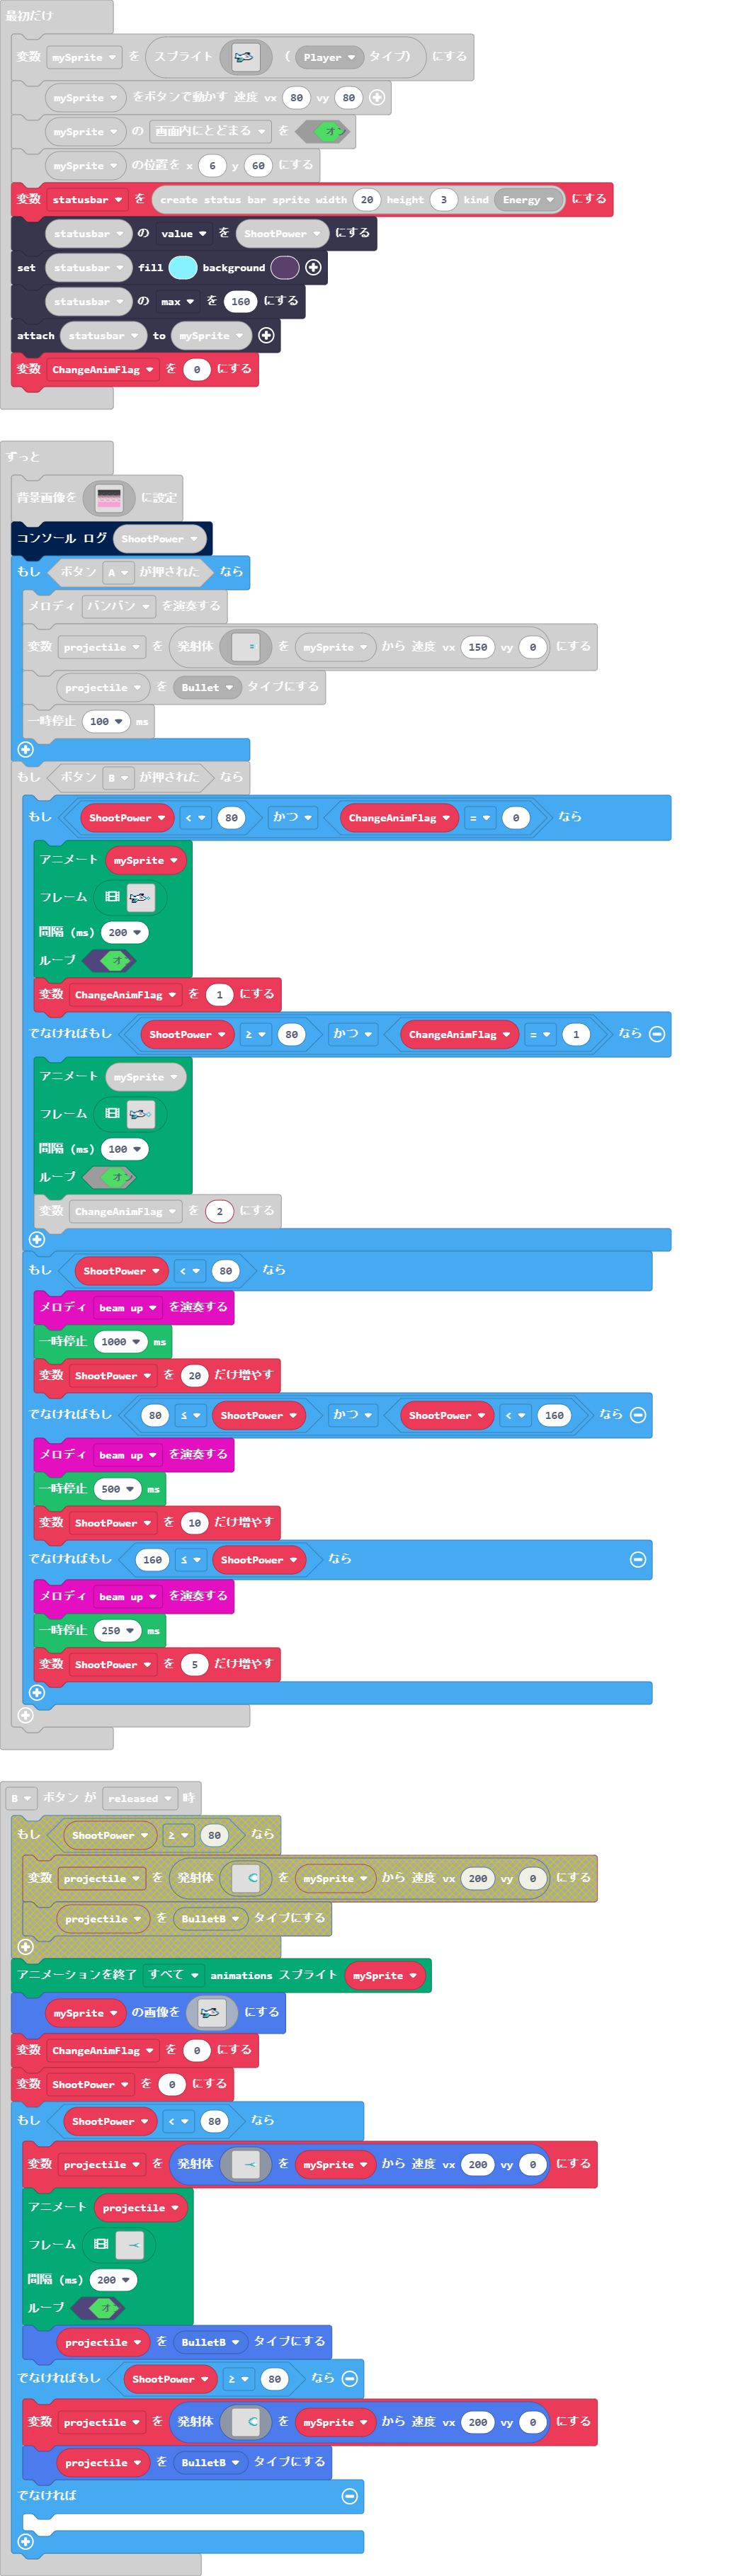 最初だけ
変数 mySprite を スプライト ( Player タイプ) にする
mySprite をボタンで動かす 速度 vx 80 vy 80
mySprite の 画面内にとどまる を オン
mySprite の位置を x 6 y 60 にする
変数 statusbar を create status bar sprite width 20 height 3 kind Energy にする
statusbar の value を ShootPower にする
set statusbar fill background
statusbar の max を 160 にする
attach statusbar to mySprite
変数 ChangeAnimFlag を 0 にする
ずっと
背景画像を に設定
コンソール ログ ShootPower
もし ボタン A が押された なら
メロディ バンバン を演奏する
変数 projectile を 発射体 を mySprite から 速度 vx 150 vy 0 にする
projectile を Bullet タイプにする
一時停止 100 ms
もし ボタン B が押された なら
もし ShootPower < 80 かつ ChangeAnimFlag = 0 なら
アニメート mySprite
フレーム
間隔 (ms) 200
ループ オ
変数 ChangeAnimFlag を 1 にする
でなければもし ShootPower ≥ 80 かつ ChangeAnimFlag = 1 なら
アニメート mySprite
フレーム
間隔 (ms) 100
ループ オン
変数 ChangeAnimFlag を 2 にする
もし ShootPower < 80 なら
メロディ beam up を演奏する
一時停止 1000 ms
変数 ShootPower を 20 だけ増やす
でなければもし 80 ≤ ShootPower かつ ShootPower < 160 なら
メロディ beam up を演奏する
一時停止 500 ms
変数 ShootPower を 10 だけ増やす
でなければもし 160 ≤ ShootPower なら
メロディ beam up を演奏する
一時停止 250 ms
変数 ShootPower を 5 だけ増やす
B ボタン が released 時
もし ShootPower ≥ 80 なら
変数 projectile を 発射体 を mySprite から 速度 vx 200 vy 0 にする
projectile を BulletB タイプにする
アニメーションを終了 すべて animations スプライト mySprite
mySprite の画像を にする
変数 ChangeAnimFlag を 0 にする
変数 ShootPower を 0 にする
もし ShootPower < 80 なら
変数 projectile を 発射体 を mySprite から 速度 vx 200 vy 0 にする
アニメート projectile
フレーム
間隔 (ms) 200
ループ オ
projectile を BulletB タイプにする
でなければもし ShootPower ≥ 80 なら
変数 projectile を 発射体 を mySprite から 速度 vx 200 vy 0 にする
projectile を BulletB タイプにする
でなければ